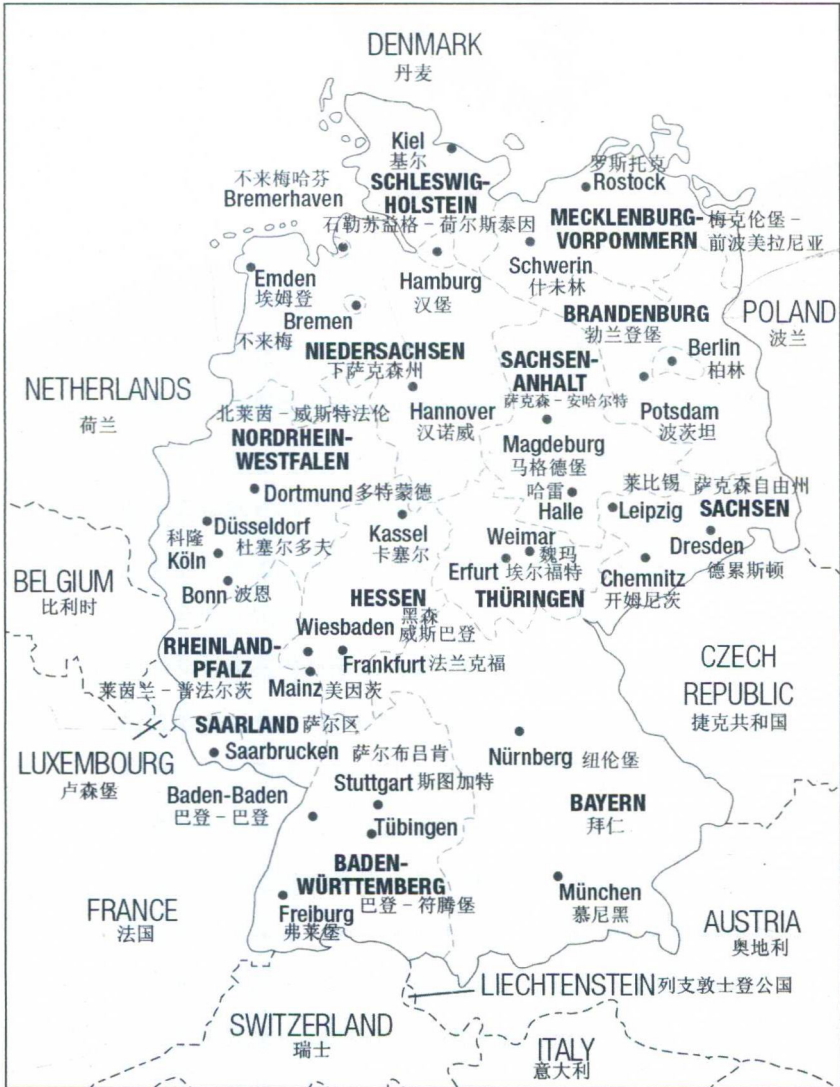 DENMARK
丹麦
Kiel
基尔
不来梅哈芬
Bremerhaven
SCHLESWIG-
HOLSTEIN
石勒苏益格－荷尔斯泰因
罗斯托克
Rostock
MECKLENBURG-
VORPOMMERN
梅克伦堡－
前波美拉尼亚
Schwerin
什未林
Emden
埃姆登
Hamburg
汉堡
Bremen
不来梅
BRANDENBURG
勃兰登堡
POLAND
波兰
NIEDERSACHSEN
下萨克森州
SACHSEN-
ANHALT
萨克森－安哈尔特
Berlin
柏林
NETHERLANDS
荷兰
Hannover
汉诺威
Potsdam
波茨坦
北莱茵－威斯特法伦
NORDRHEIN-
WESTFALEN
Magdeburg
马格德堡
哈雷
Halle
莱比锡
Leipzig
萨克森自由州
SACHSEN
Dortmund 多特蒙德
Düsseldorf
杜塞尔多夫
科隆
Köln
Kassel
卡塞尔
Weimar
魏玛
Erfurt 埃尔福特
Dresden
德累斯顿
Chemnitz
开姆尼茨
BELGIUM
比利时
Bonn 波恩
HESSEN
黑森
THÜRINGEN
Wiesbaden 威斯巴登
RHEINLAND-
PFALZ
莱茵兰－普法尔茨
Frankfurt 法兰克福
Mainz 美因茨
CZECH
REPUBLIC
捷克共和国
SAARLAND 萨尔区
Saarbrucken 萨尔布吕肯
LUXEMBOURG
卢森堡
Nürnberg 纽伦堡
Stuttgart 斯图加特
Baden-Baden
巴登－巴登
Tübingen
BAYERN
拜仁
BADEN-
WÜRTTEMBERG
巴登－符腾堡
Freiburg
弗莱堡
München
慕尼黑
FRANCE
法国
AUSTRIA
奥地利
LIECHTENSTEIN 列支敦士登公国
SWITZERLAND
瑞士
ITALY
意大利